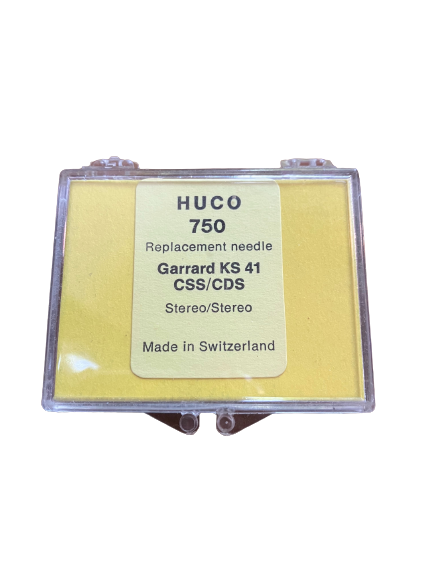 HUCO
750
Replacement needle
Garrard KS 41
CSS/CDS
Stereo/Stereo
Made in Switzerland